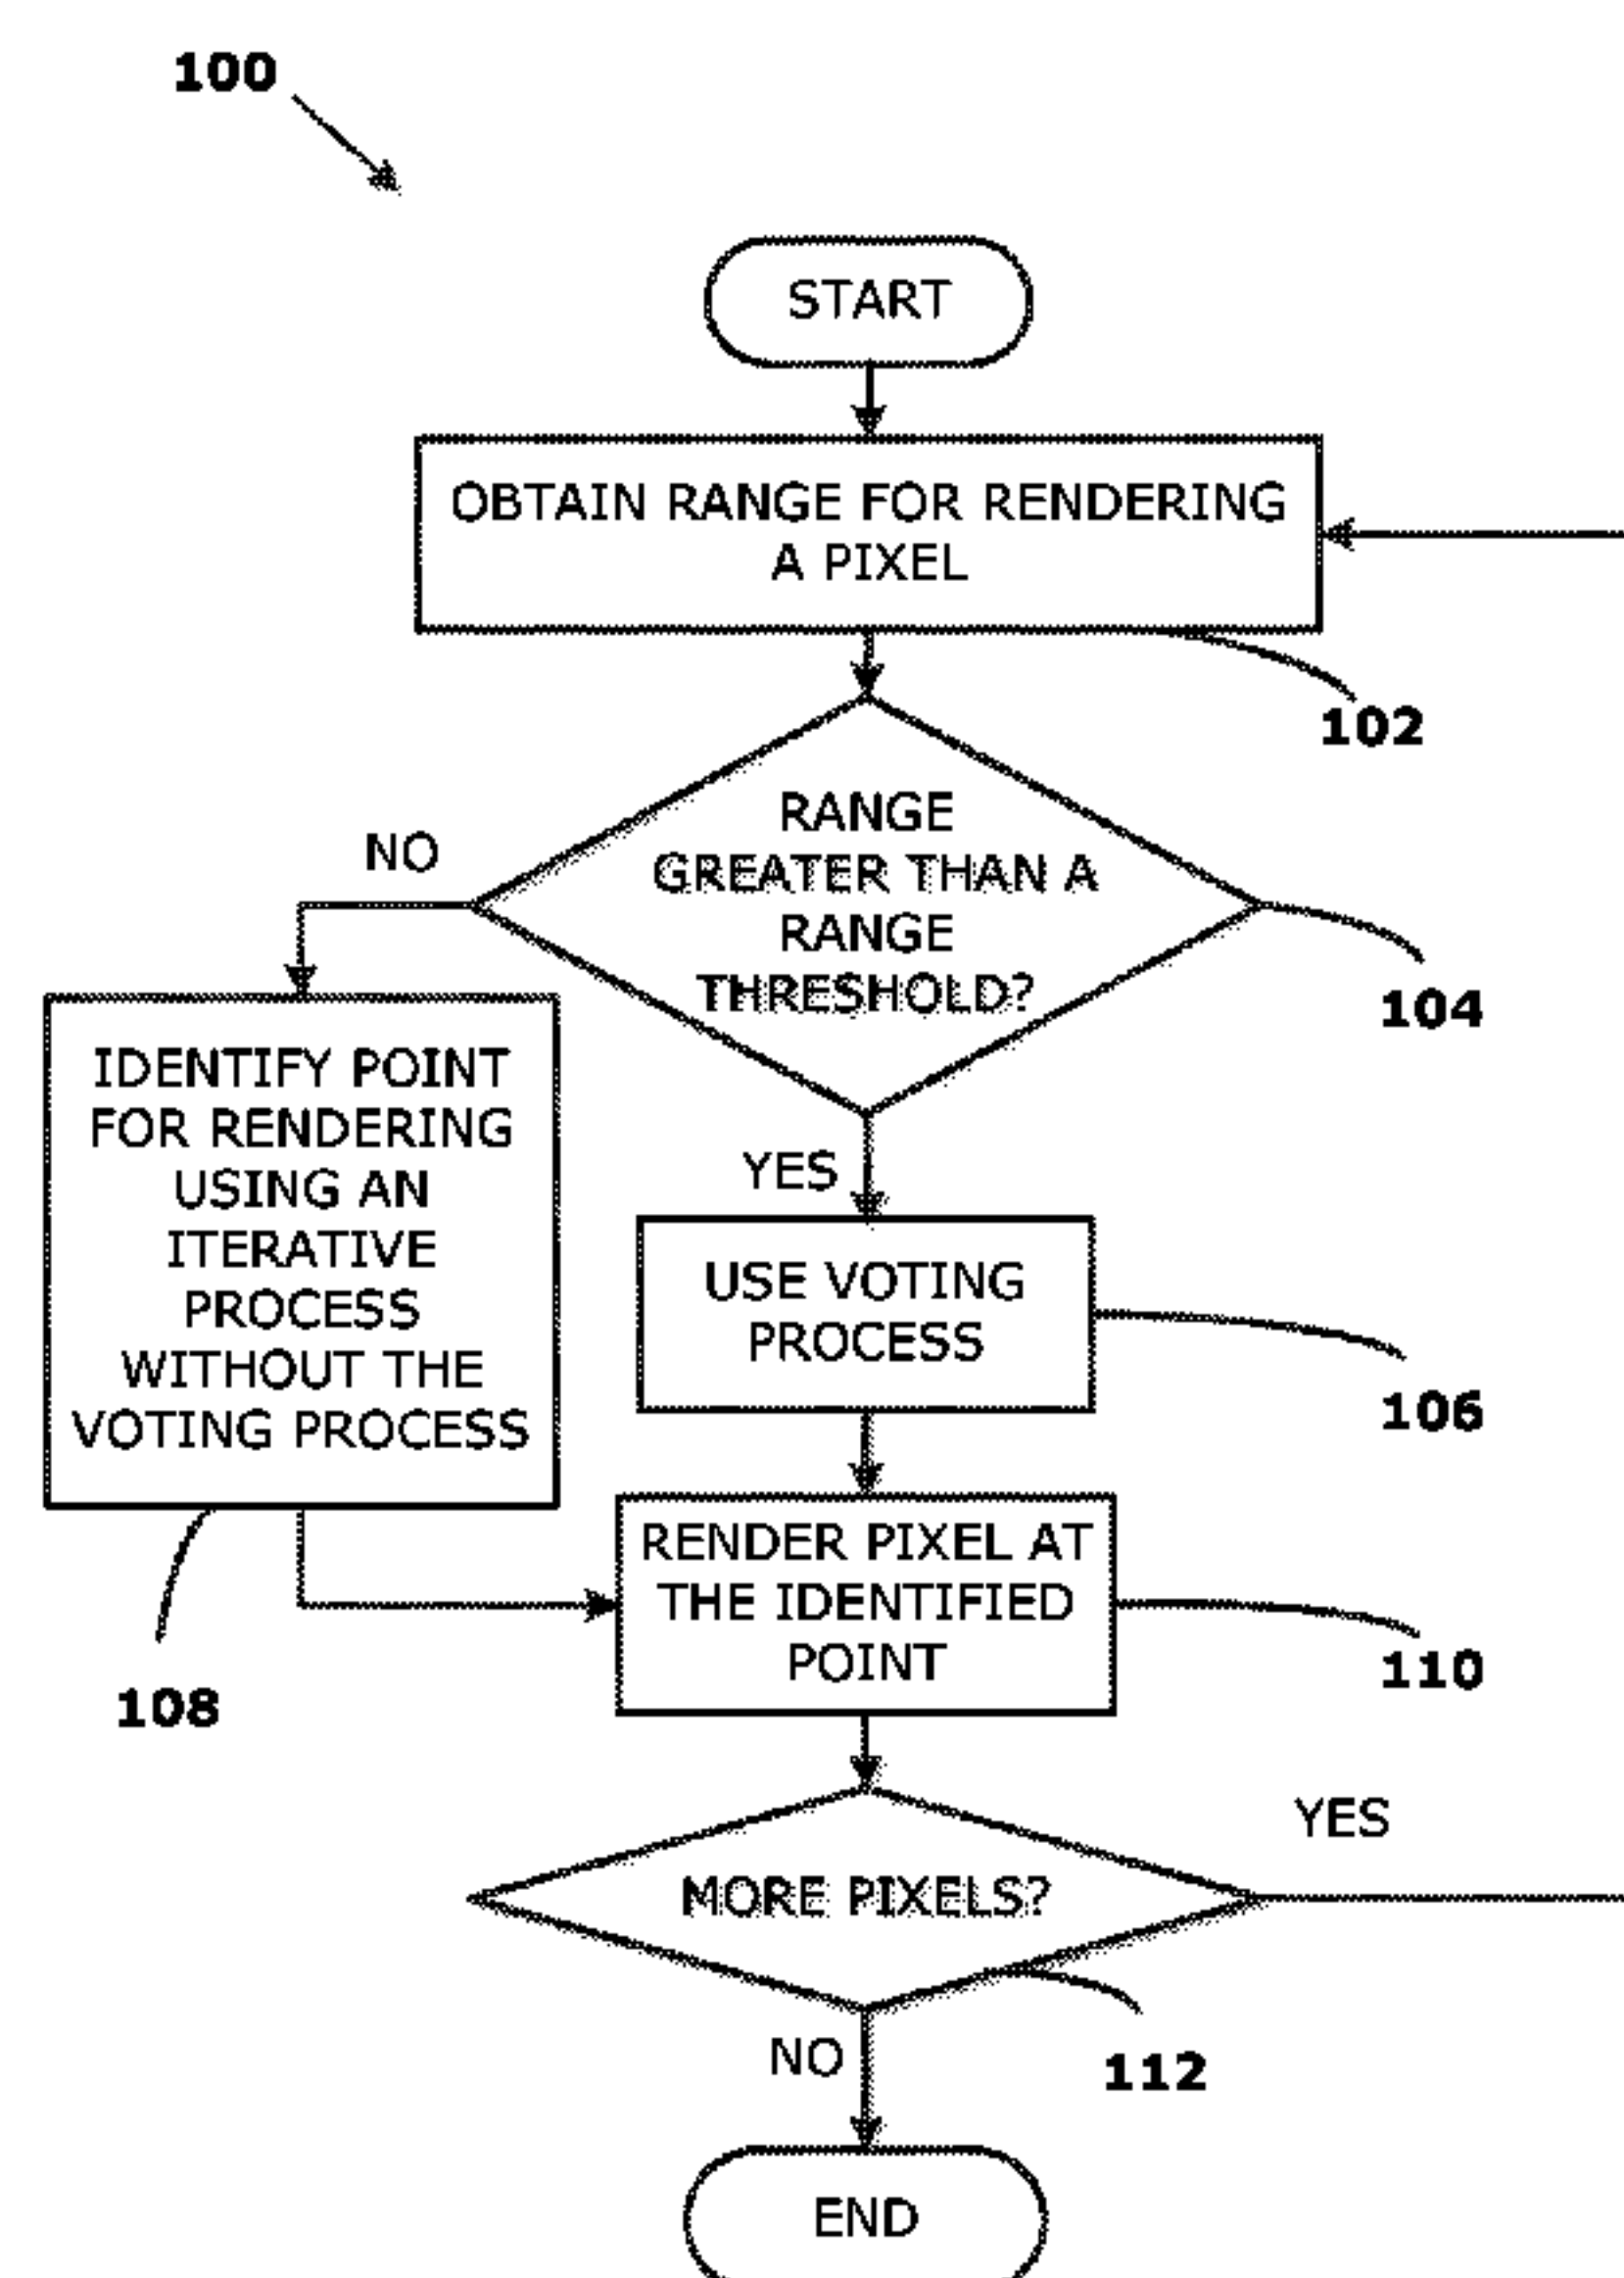 100
START
OBTAIN RANGE FOR RENDERING
A PIXEL
102
RANGE
GREATER THAN A
RANGE
THRESHOLD?
104
NO
IDENTIFY POINT
FOR RENDERING
USING AN
ITERATIVE
PROCESS
WITHOUT THE
VOTING PROCESS
108
YES
USE VOTING
PROCESS
106
RENDER PIXEL AT
THE IDENTIFIED
POINT
110
MORE PIXELS?
YES
112
NO
END